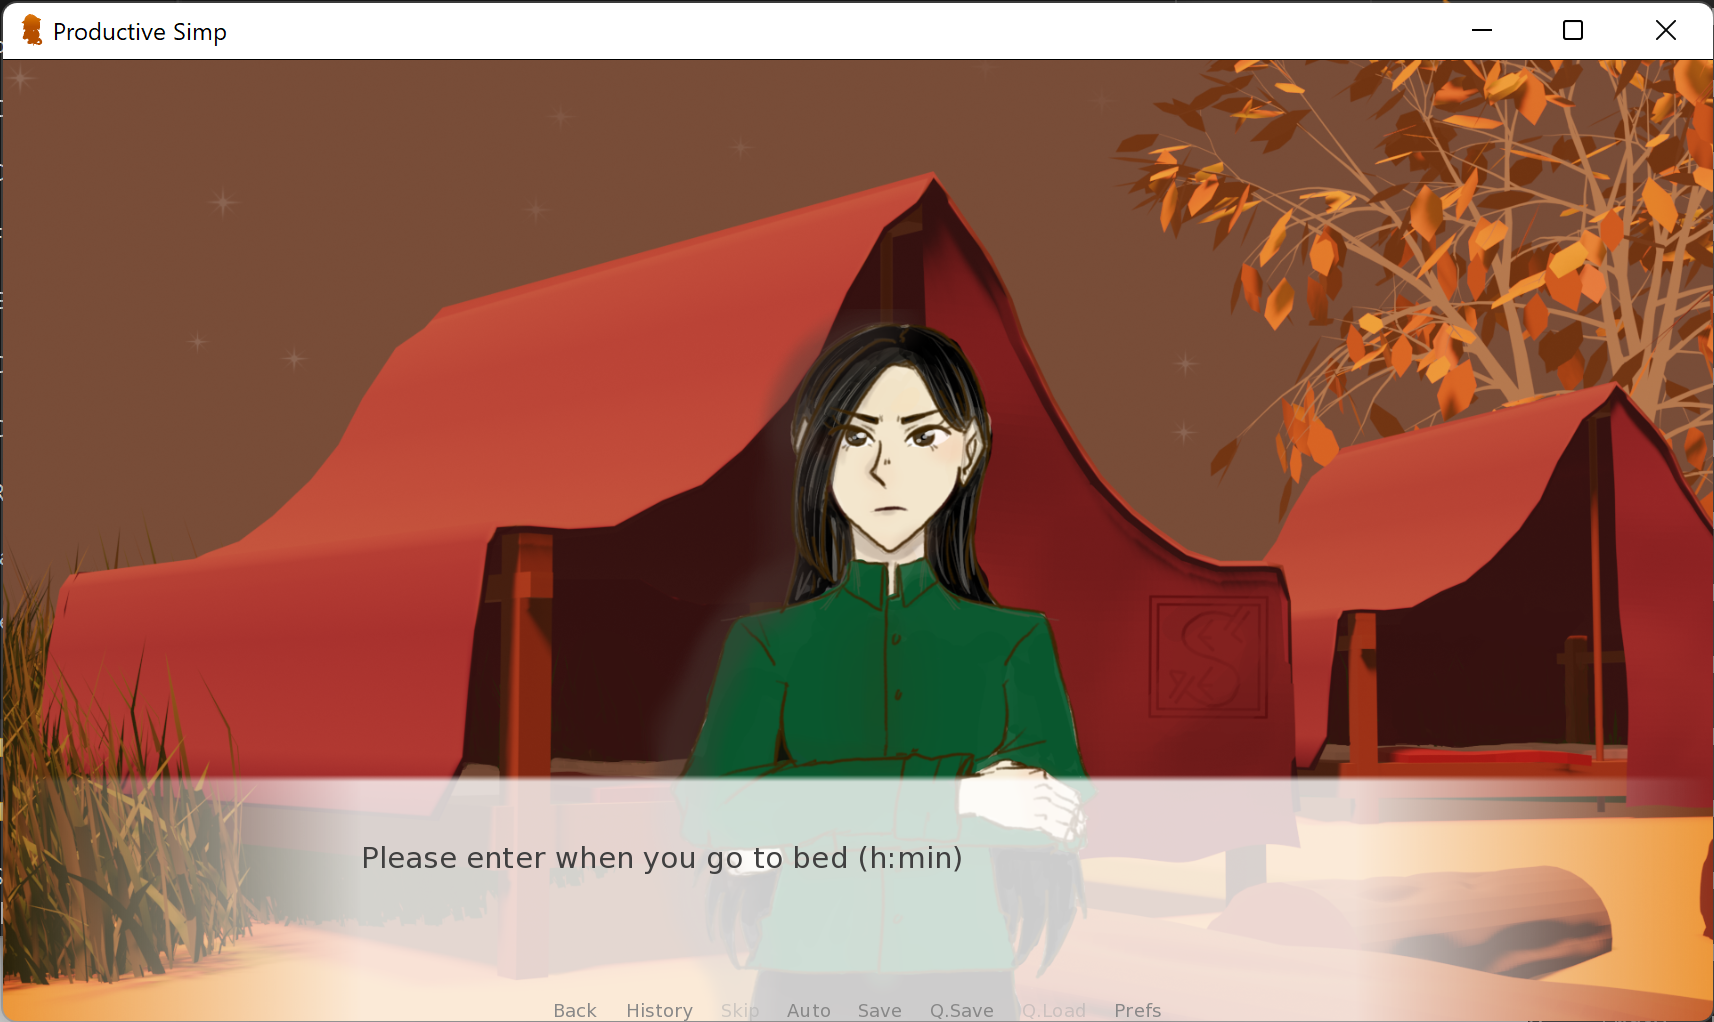 Productive Simp
Please enter when you go to bed (h:min)
Back History Skip Auto Save Q.Save Q.Load Prefs